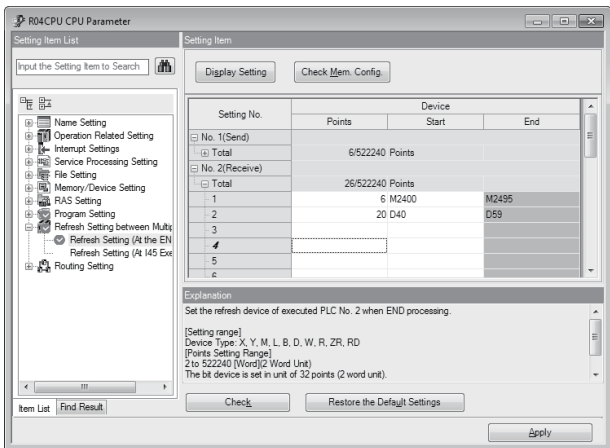 R04CPU CPU Parameter
Setting Item List
Input the Setting Item to Search
Name Setting
Operation Related Setting
Interrupt Settings
Service Processing Setting
File Setting
Memory/Device Setting
RAS Setting
Program Setting
Refresh Setting between Multip
Refresh Setting (At the EN
Refresh Setting (At I45 Exe
Routing Setting
Item List Find Result
Setting Item
Display Setting Check Mem. Config.
Setting No. Device
Points Start End
No. 1(Send)
Total 6/522240 Points
No. 2(Receive)
Total 26/522240 Points
1 6 M2400 M2495
2 20 D40 D59
3
4
5
6
Explanation
Set the refresh device of executed PLC No. 2 when END processing.
[Setting range]
Device Type: X, Y, M, L, B, D, W, R, ZR, RD
[Points Setting Range]
2 to 522240 [Word](2 Word Unit)
The bit device is set in unit of 32 points (2 word unit).
Check Restore the Default Settings
Apply